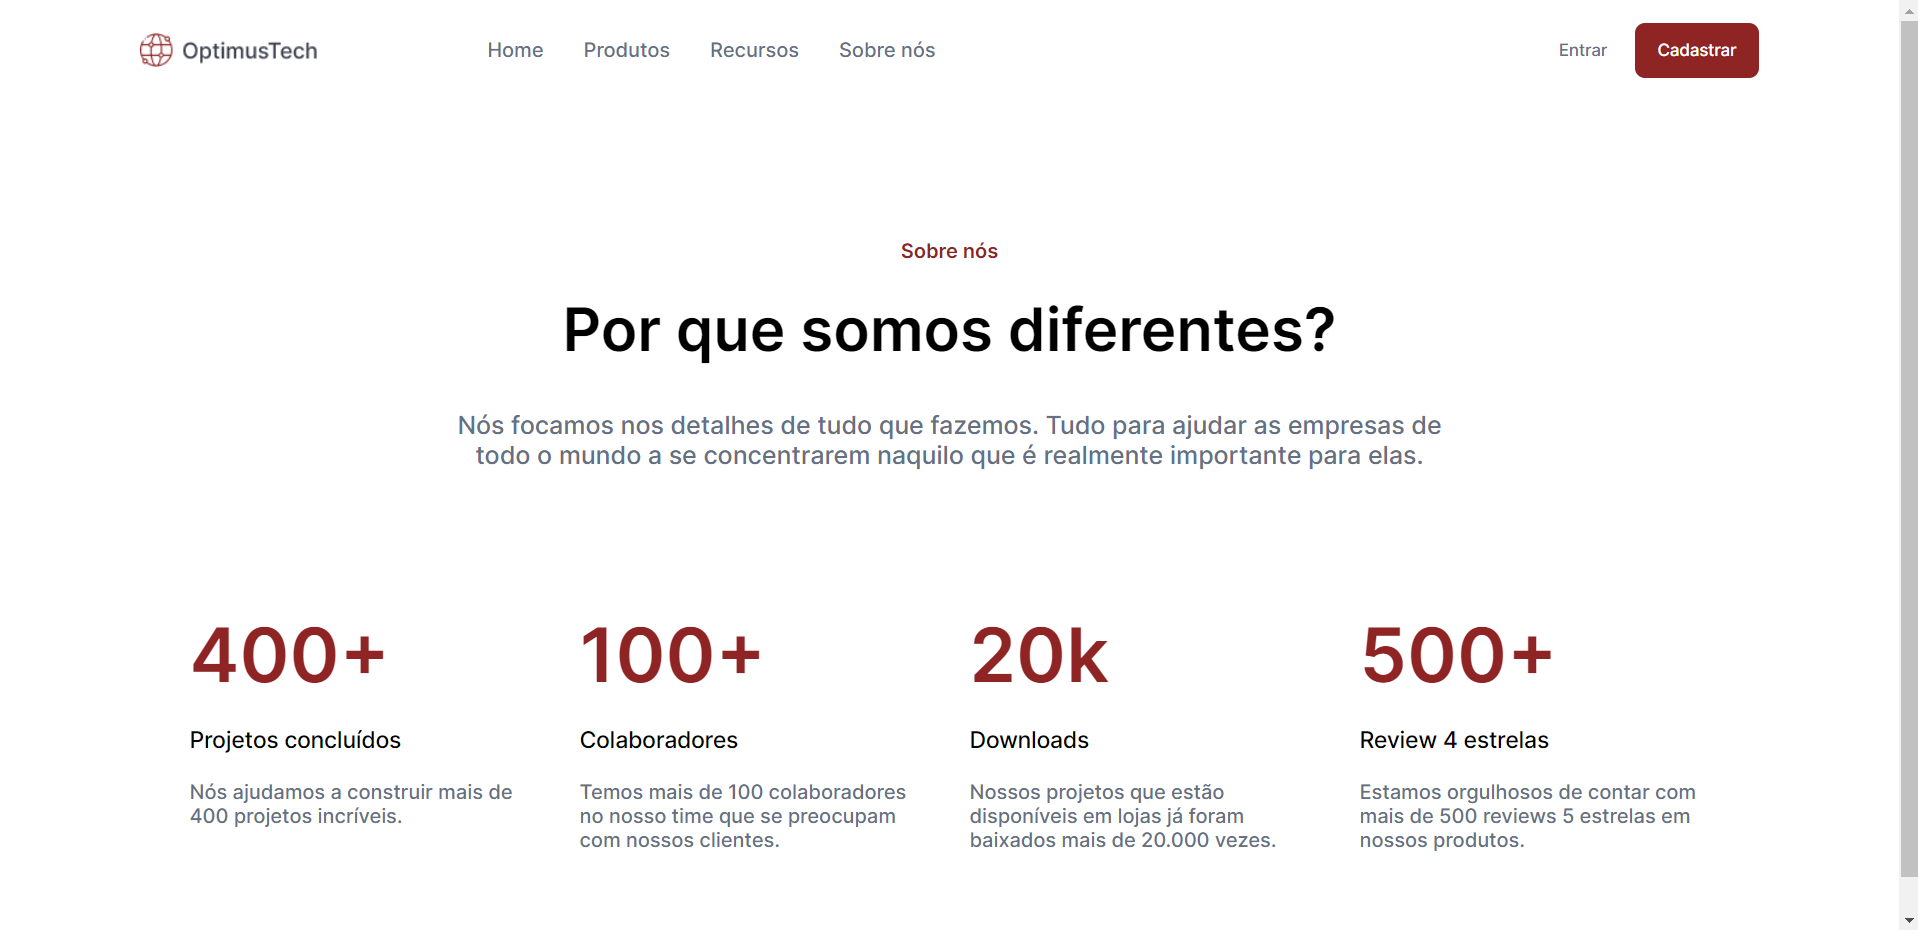 OptimusTech
Home
Produtos
Recursos
Sobre nós
Entrar
Cadastrar
Sobre nós
Por que somos diferentes?
Nós focamos nos detalhes de tudo que fazemos. Tudo para ajudar as empresas de
todo o mundo a se concentrarem naquilo que é realmente importante para elas.
400+
Projetos concluídos
Nós ajudamos a construir mais de
400 projetos incríveis.
100+
Colaboradores
Temos mais de 100 colaboradores
no nosso time que se preocupam
com nossos clientes.
20k
Downloads
Nossos projetos que estão
disponíveis em lojas já foram
baixados mais de 20.000 vezes.
500+
Review 4 estrelas
Estamos orgulhosos de contar com
mais de 500 reviews 5 estrelas em
nossos produtos.